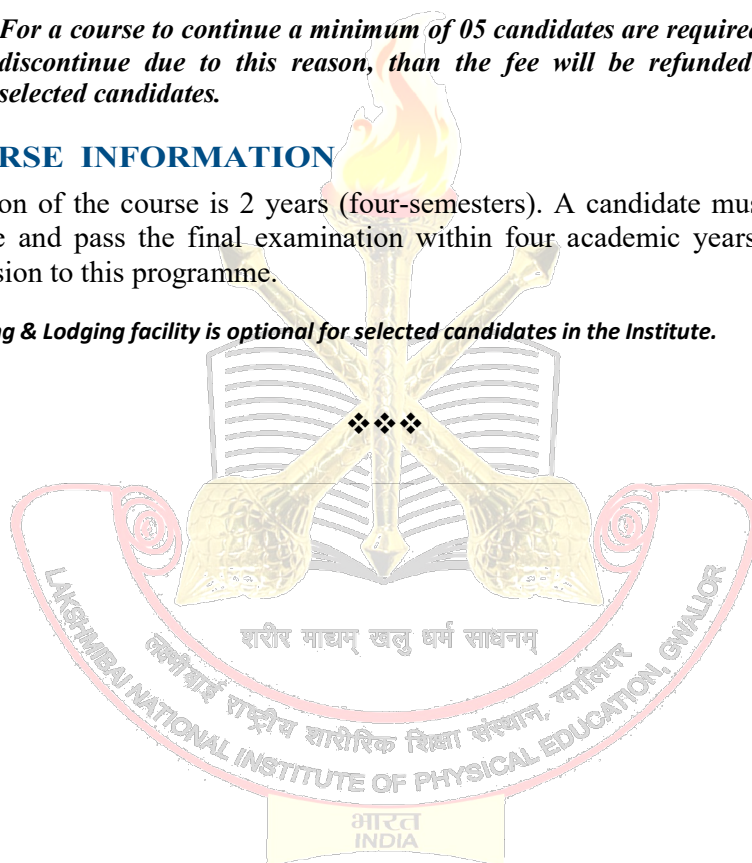 For a course to continue a minimum of 05 candidates are required
discontinue due to this reason, than the fee will be refunded
selected candidates.
RSE INFORMATION
on of the course is 2 years (four-semesters). A candidate mus
e and pass the final examination within four academic years
sion to this programme.
ng & Lodging facility is optional for selected candidates in the Institute.
शरीर माद्यम् खलु धर्म साधनम्
लक्ष्मीबाई राष्ट्रीय शारीरिक शिक्षा संस्थान, ग्वालियर
LAKSHMIBAI NATIONAL INSTITUTE OF PHYSICAL EDUCATION, GWALIOR
भारत
INDIA